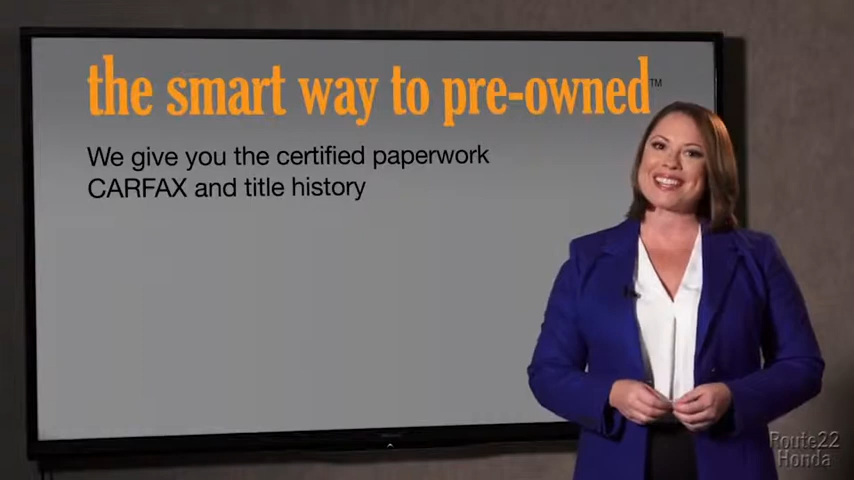 the smart way to pre-owned™
We give you the certified paperwork
CARFAX and title history
Route22
Honda